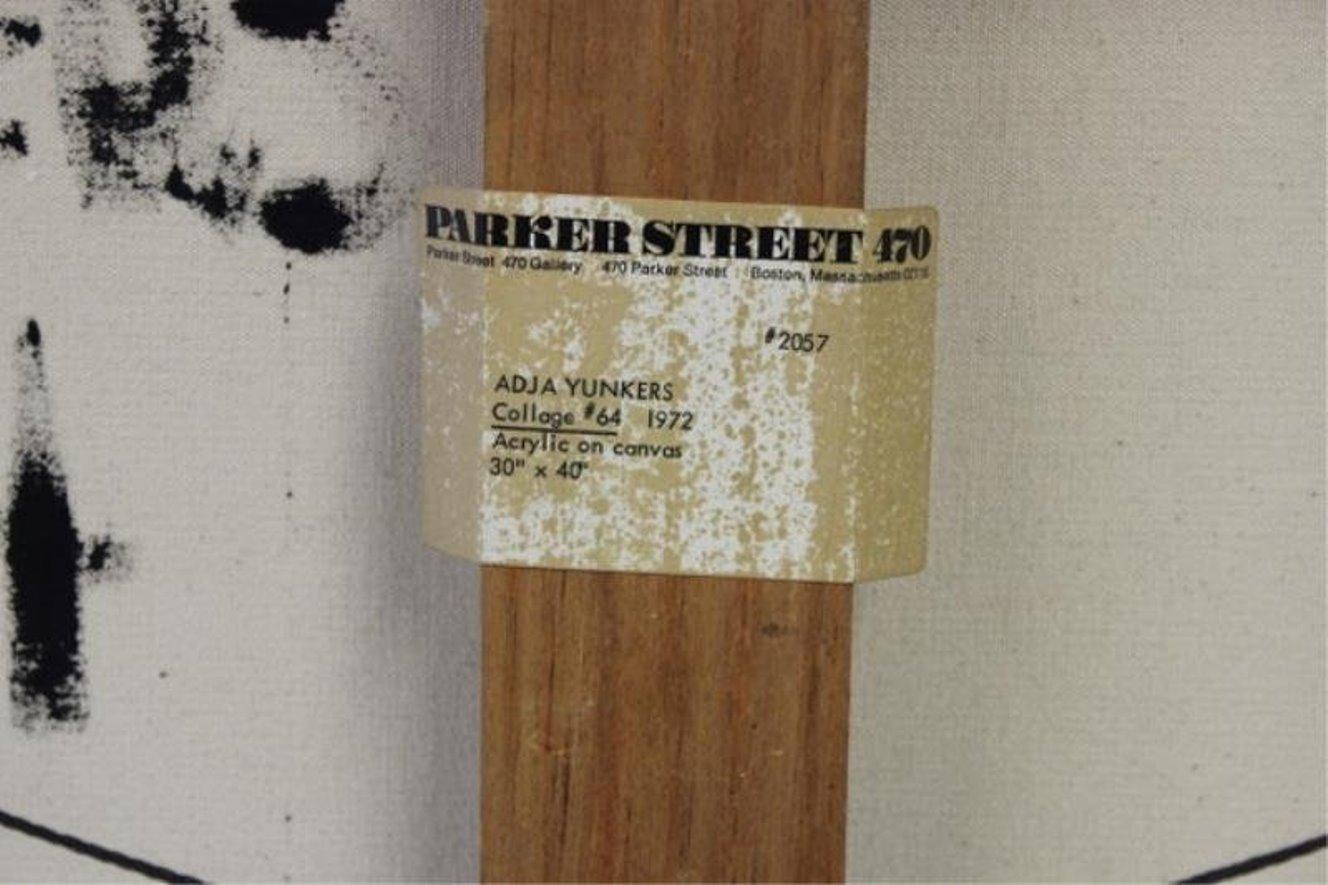 PARKER STREET 470
Parker Street 470 Gallery 470 Parker Street Boston, Massachusetts
#2057
ADJA YUNKERS
Collage #64 1972
Acrylic on canvas
30" x 40"